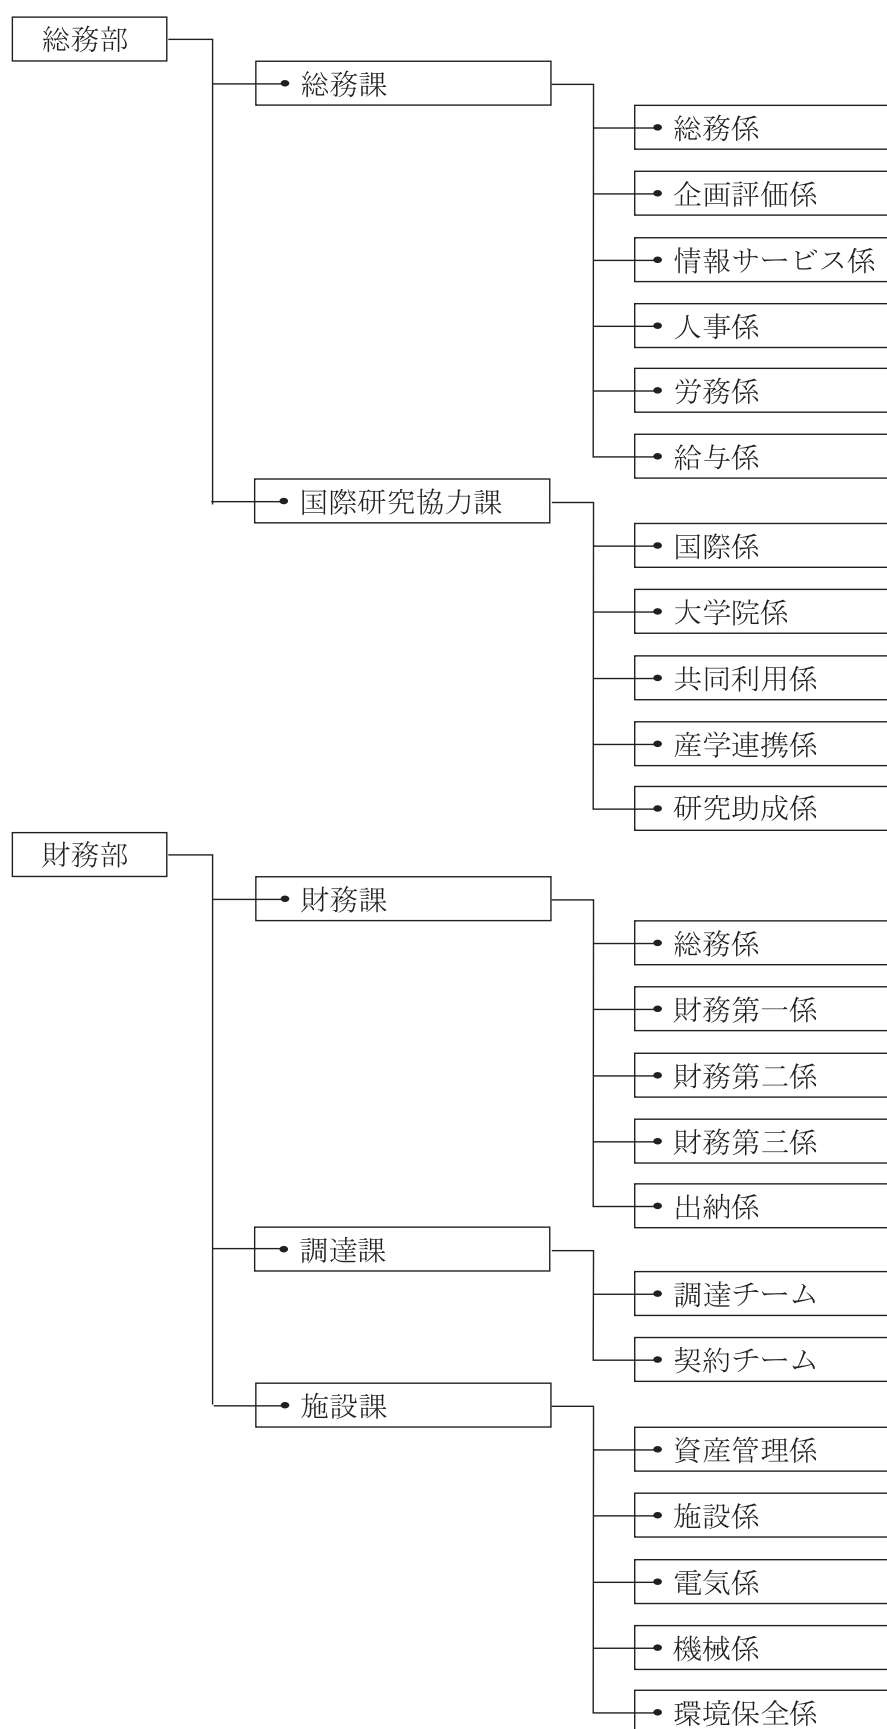 総務部
総務課
総務係
企画評価係
情報サービス係
人事係
労務係
給与係
国際研究協力課
国際係
大学院係
共同利用係
産学連携係
研究助成係
財務部
財務課
総務係
財務第一係
財務第二係
財務第三係
出納係
調達課
調達チーム
契約チーム
施設課
資産管理係
施設係
電気係
機械係
環境保全係